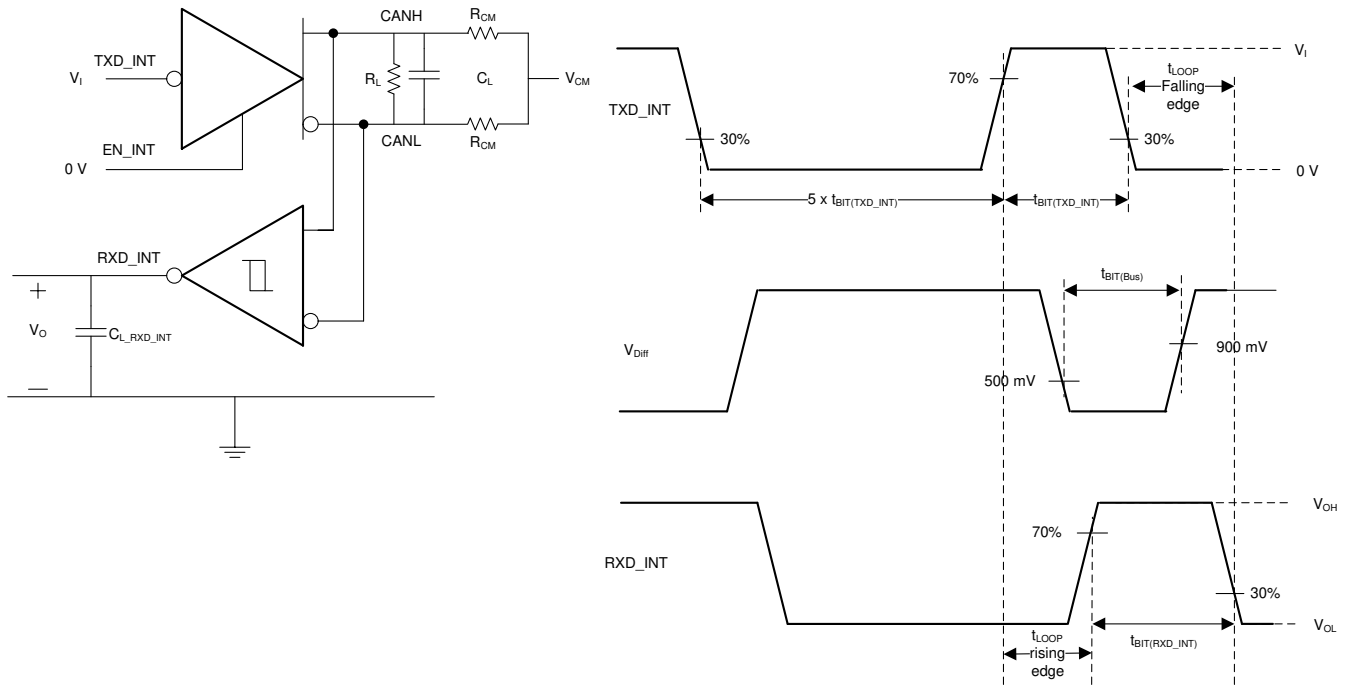 CANH
R_CM
TXD_INT
V_I
R_L
C_L
V_CM
EN_INT
CANL
R_CM
0 V
RXD_INT
+
V_O
C_L_RXD_INT
—
V_I
70%
t_LOOP
Falling
edge
TXD_INT
30%
30%
0 V
5 x t_BIT(TXD_INT)
t_BIT(TXD_INT)
t_BIT(Bus)
V_Diff
900 mV
500 mV
V_OH
70%
RXD_INT
30%
V_OL
t_LOOP
rising
edge
t_BIT(RXD_INT)